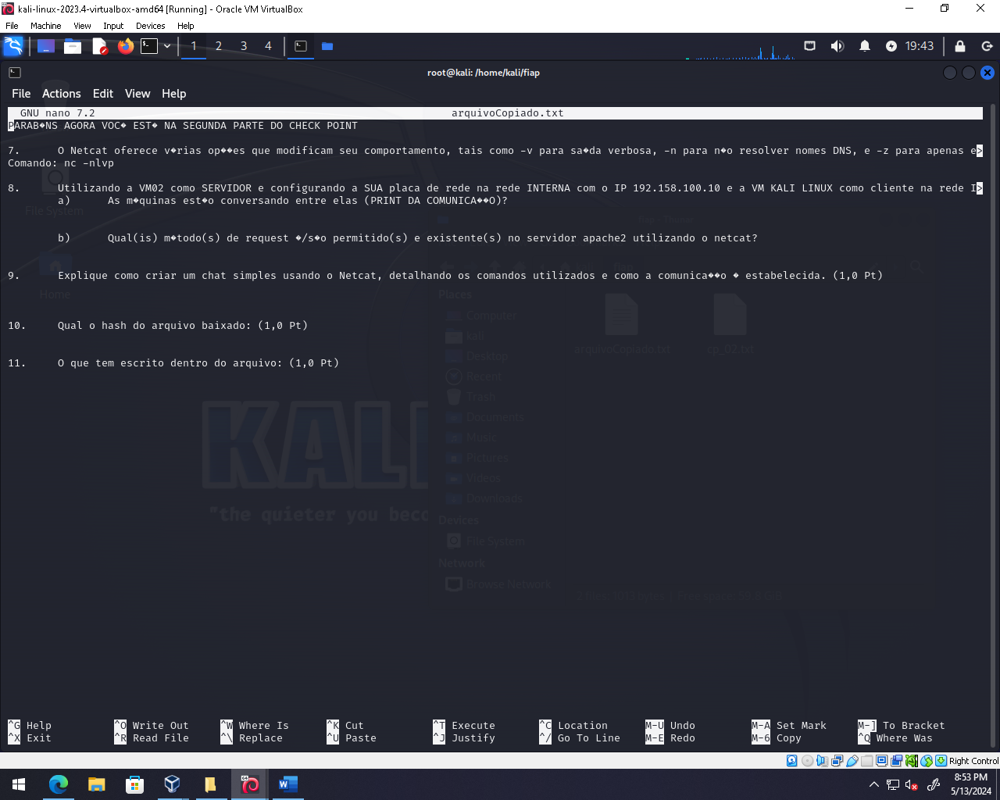 kali-linux-2023.4-virtualbox-amd64 [Running] - Oracle VM VirtualBox
File Machine View Input Devices Help
1 2 3 4 19:43
root@kali: /home/kali/fiap
File Actions Edit View Help
GNU nano 7.2 arquivoCopiado.txt
PARAB�NS AGORA VOC� EST� NA SEGUNDA PARTE DO CHECK POINT
7. O Netcat oferece v�rias op��es que modificam seu comportamento, tais como -v para sa�da verbosa, -n para n�o resolver nomes DNS, e -z para apenas e>
Comando: nc -nlvp
8. Utilizando a VM02 como SERVIDOR e configurando a SUA placa de rede na rede INTERNA com o IP 192.158.100.10 e a VM KALI LINUX como cliente na rede I>
a) As m�quinas est�o conversando entre elas (PRINT DA COMUNICA��O)?
File System
b) Qual(is) m�todo(s) de request �/s�o permitido(s) e existente(s) no servidor apache2 utilizando o netcat?
9. Explique como criar um chat simples usando o Netcat, detalhando os comandos utilizados e como a comunica��o � estabelecida. (1,0 Pt)
Home
Places
Computer
10. Qual o hash do arquivo baixado: (1,0 Pt)
kali
arquivoCopiado.txt cp_02.txt
Desktop
11. O que tem escrito dentro do arquivo: (1,0 Pt)
Recent
Trash
Documents
KALI
Music
Pictures
Videos
Downloads
"the quieter you beco
Devices
File System
Network
Browse Network
^G Help ^O Write Out ^W Where Is ^K Cut ^T Execute ^C Location M-U Undo M-A Set Mark M-] To Bracket
^X Exit ^R Read File ^\ Replace ^U Paste ^J Justify ^/ Go To Line M-E Redo M-6 Copy ^Q Where Was
Right Control
8:53 PM
5/13/2024